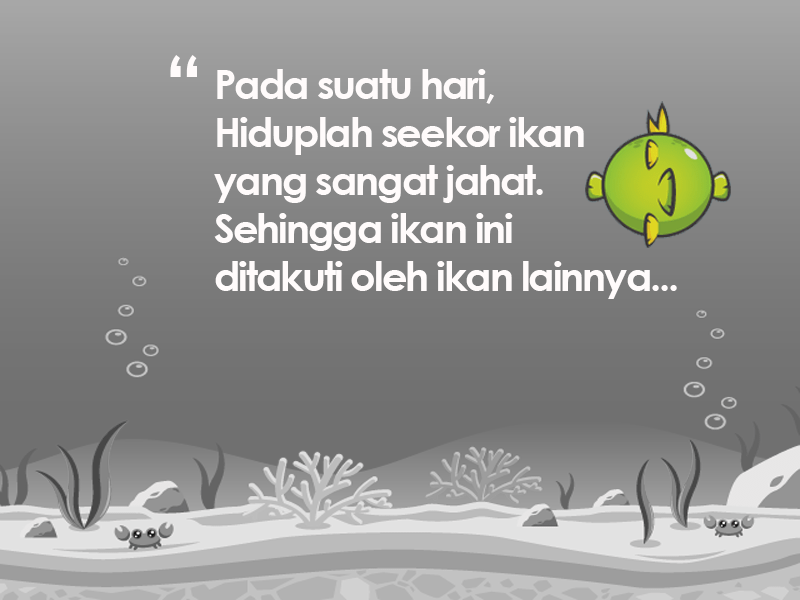 “ Pada suatu hari,
Hiduplah seekor ikan
yang sangat jahat.
Sehingga ikan ini
ditakuti oleh ikan lainnya...